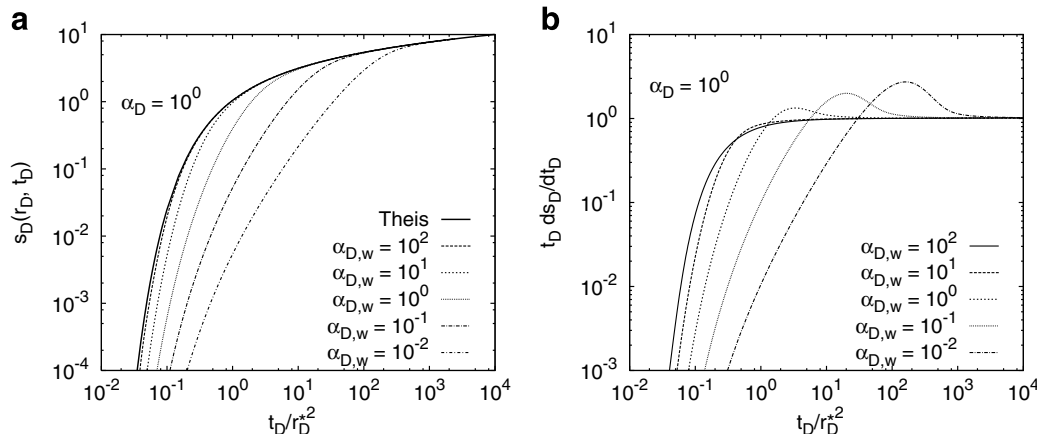 a
10^1
10^0
10^-1
10^-2
10^-3
10^-4
s_D(r_D, t_D)
α_D = 10^0
Theis
α_D,w = 10^2
α_D,w = 10^1
α_D,w = 10^0
α_D,w = 10^-1
α_D,w = 10^-2
10^-2 10^-1 10^0 10^1 10^2 10^3 10^4
t_D/r_D^*2
b
10^1
10^0
10^-1
10^-2
10^-3
t_D ds_D/dt_D
α_D = 10^0
α_D,w = 10^2
α_D,w = 10^1
α_D,w = 10^0
α_D,w = 10^-1
α_D,w = 10^-2
10^-2 10^-1 10^0 10^1 10^2 10^3 10^4
t_D/r_D^*2